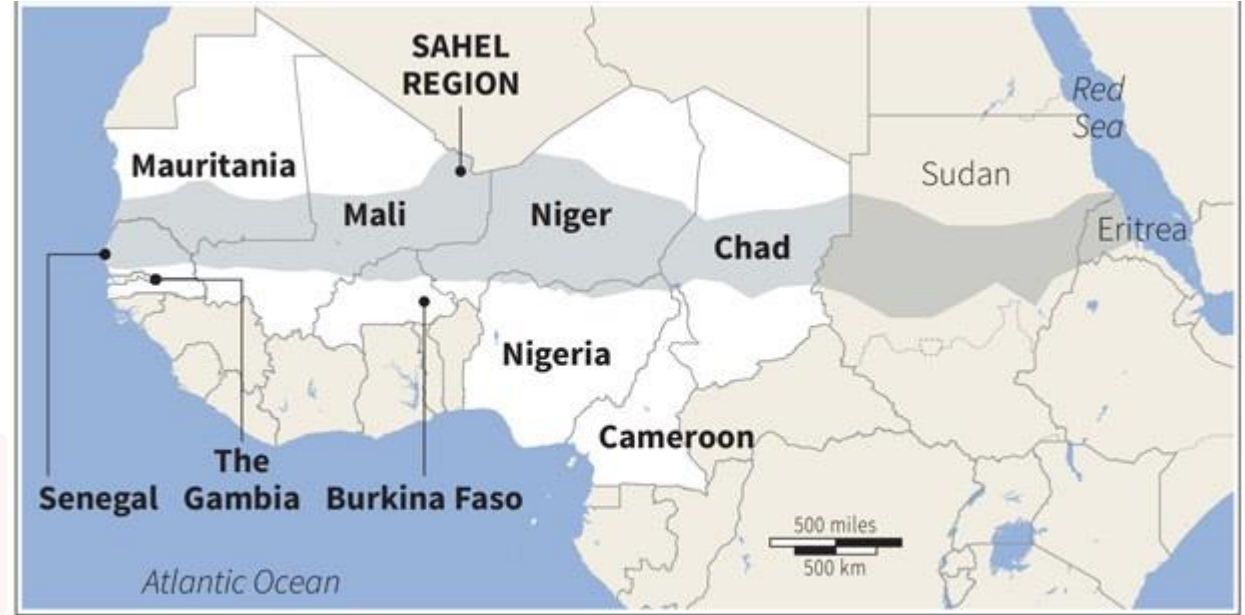 SAHEL
REGION
Red
Sea
Mauritania
Sudan
Mali
Niger
Chad
Eritrea
Nigeria
Cameroon
The
Gambia
Senegal
Burkina Faso
500 miles
500 km
Atlantic Ocean